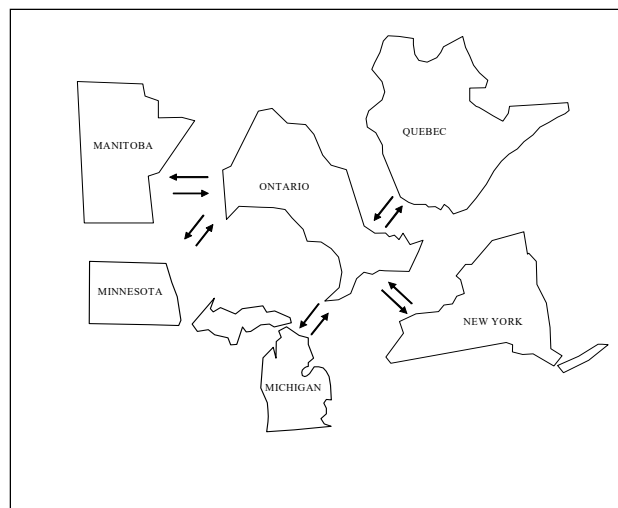 QUEBEC
MANITOBA
ONTARIO
MINNESOTA
NEW YORK
MICHIGAN